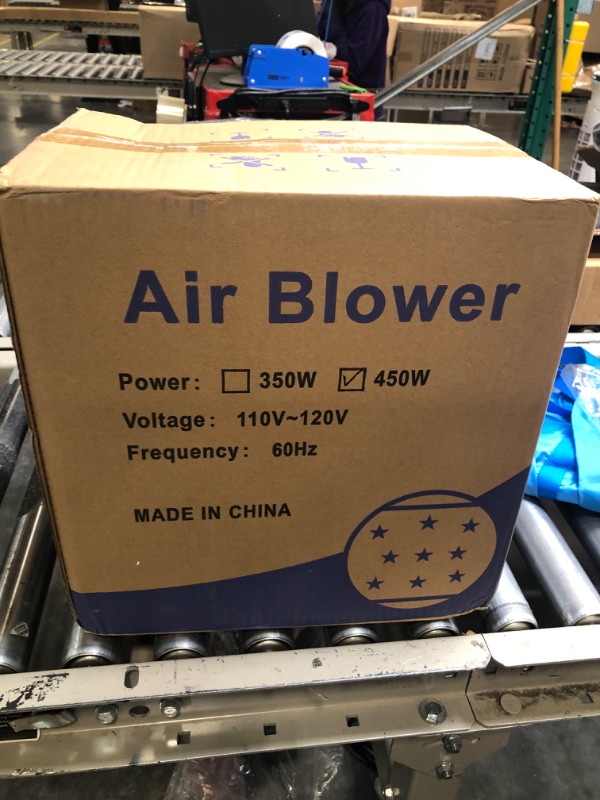 Air Blower
Power: 350W 450W
Voltage: 110V~120V
Frequency: 60Hz
MADE IN CHINA